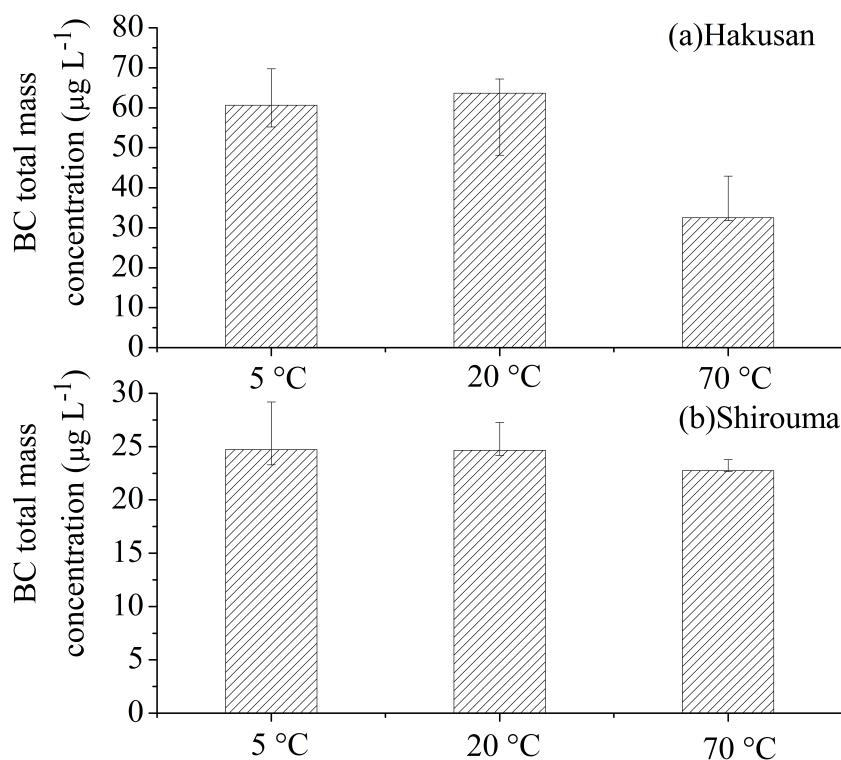 (a)Hakusan
BC total mass
concentration (μg L⁻¹)
80
70
60
50
40
30
20
10
0
5 °C 20 °C 70 °C
(b)Shirouma
BC total mass
concentration (μg L⁻¹)
30
25
20
15
10
5
0
5 °C 20 °C 70 °C